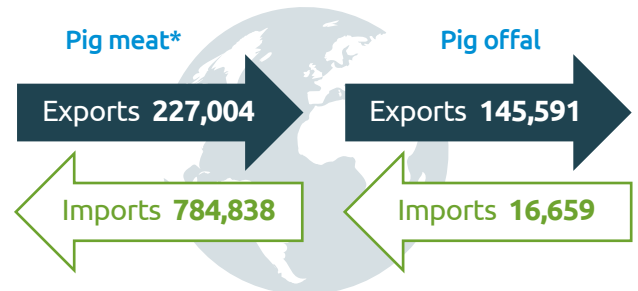 Pig meat*
Pig offal
Exports 227,004
Exports 145,591
Imports 784,838
Imports 16,659